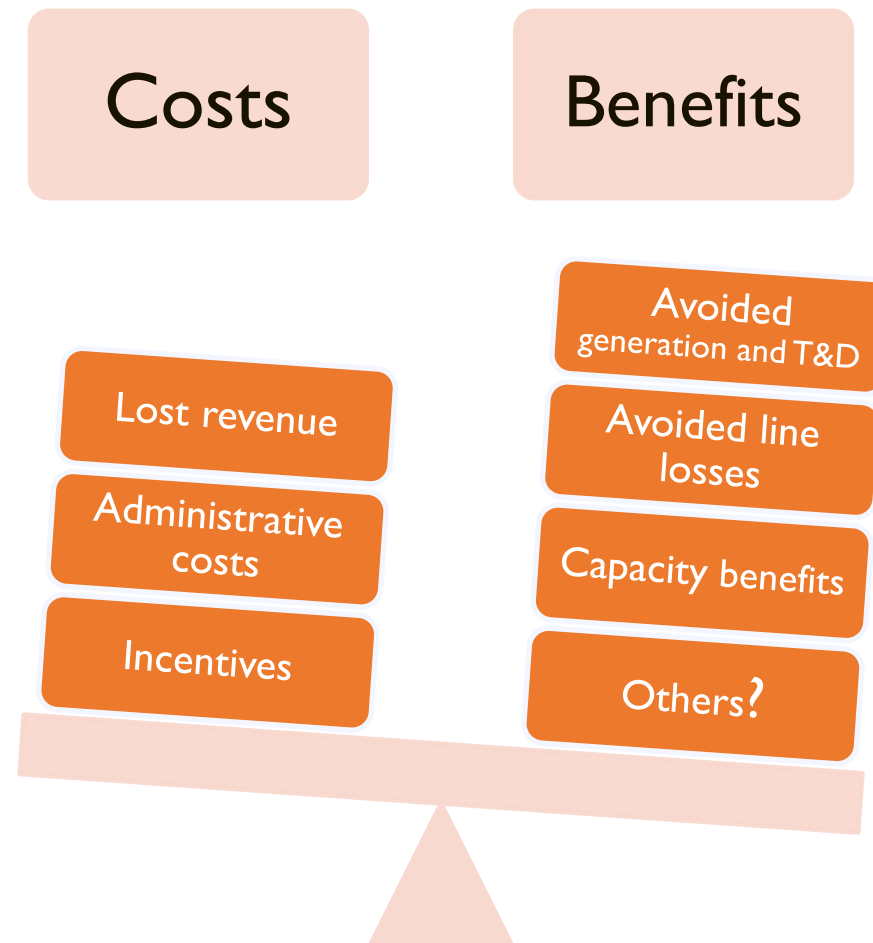 Costs
Benefits
Lost revenue
Administrative
costs
Incentives
Avoided
generation and T&D
Avoided line
losses
Capacity benefits
Others?